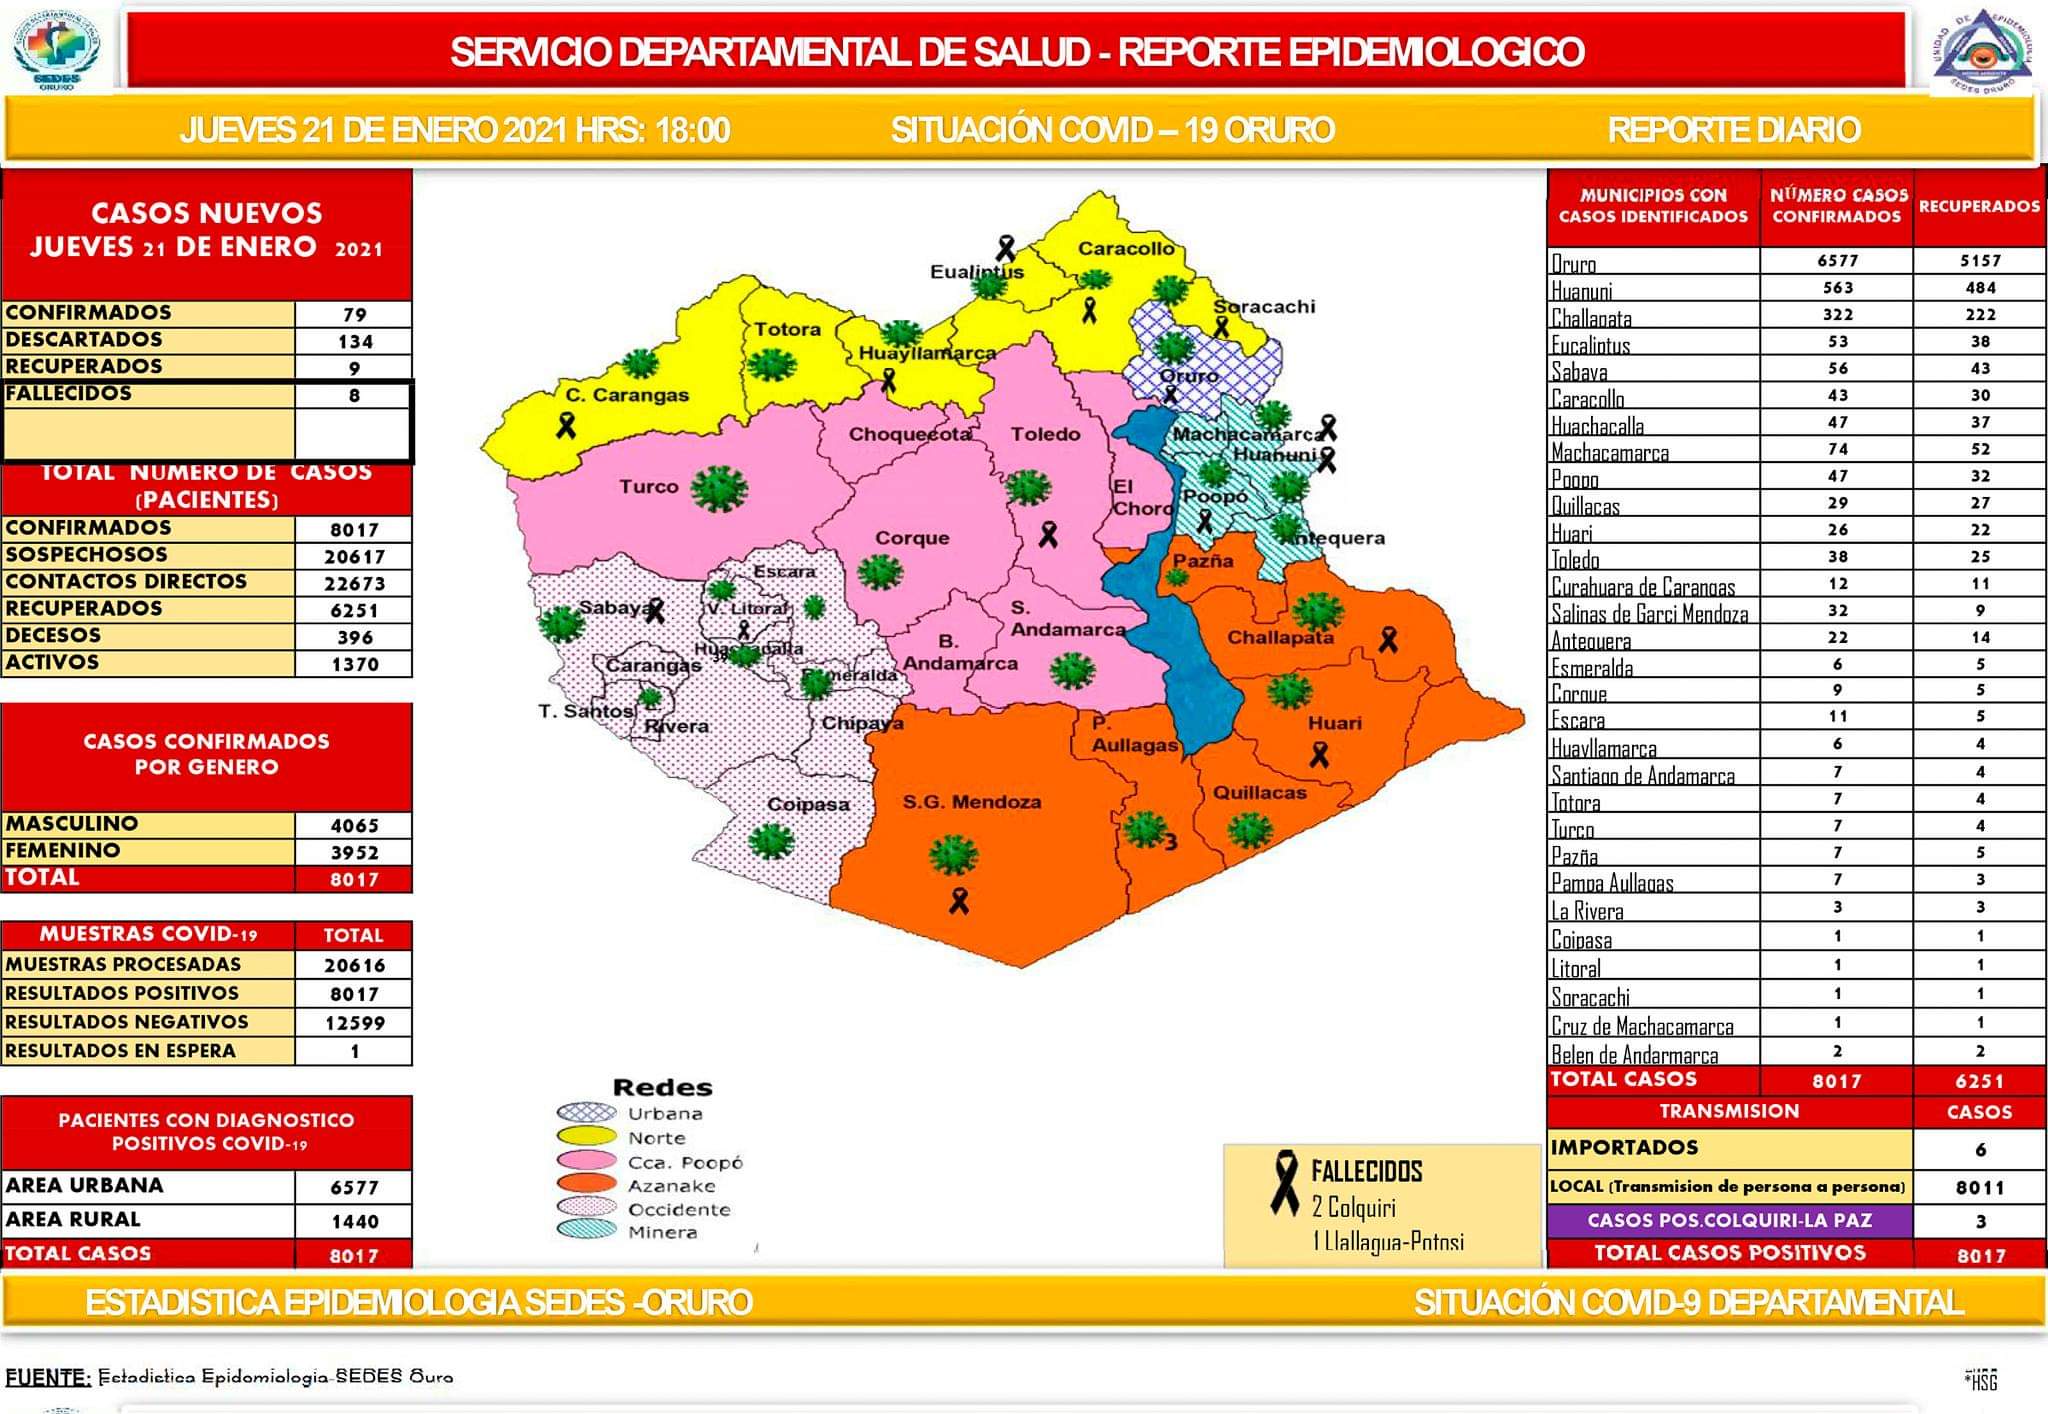 SEDES
ORURO
SERVICIO DEPARTAMENTAL DE SALUD - REPORTE EPIDEMIOLOGICO
UNIDAD DE EPIDEMIOLOGIA
SEDES ORURO
JUEVES 21 DE ENERO 2021 HRS: 18:00
SITUACIÓN COVID – 19 ORURO
REPORTE DIARIO
CASOS NUEVOS
JUEVES 21 DE ENERO 2021
CONFIRMADOS 79
DESCARTADOS 134
RECUPERADOS 9
FALLECIDOS 8
TOTAL NUMERO DE CASOS
(PACIENTES)
CONFIRMADOS 8017
SOSPECHOSOS 20617
CONTACTOS DIRECTOS 22673
RECUPERADOS 6251
DECESOS 396
ACTIVOS 1370
CASOS CONFIRMADOS
POR GENERO
MASCULINO 4065
FEMENINO 3952
TOTAL 8017
MUESTRAS COVID-19 TOTAL
MUESTRAS PROCESADAS 20616
RESULTADOS POSITIVOS 8017
RESULTADOS NEGATIVOS 12599
RESULTADOS EN ESPERA 1
PACIENTES CON DIAGNOSTICO
POSITIVOS COVID-19
AREA URBANA 6577
AREA RURAL 1440
TOTAL CASOS 8017
Caracollo
Eualiptus
Soracachi
Totora
Huayllamarca
Oruro
C. Carangas
Choquecota
Toledo
Machacamarca
Huanuni
Turco
El
Choro
Poopó
Corque
Antequera
Pazña
Escara
Sabaya
V. Litoral
S.
Andamarca
Challapata
Huachacalla
39
B.
Andamarca
Carangas
Esmeralda
T. Santos
L.
Rivera
Chipaya
P.
Aullagas
Huari
Coipasa
S.G. Mendoza
Quillacas
3
Redes
Urbana
Norte
Cca. Poopó
Azanake
Occidente
Minera
FALLECIDOS
2 Colquiri
1 Llallagua-Potosi
MUNICIPIOS CON
CASOS IDENTIFICADOS
NÚMERO CASOS
CONFIRMADOS
RECUPERADOS
Oruro 6577 5157
Huanuni 563 484
Challapata 322 222
Eucaliptus 53 38
Sabaya 56 43
Caracollo 43 30
Huachacalla 47 37
Machacamarca 74 52
Poopo 47 32
Quillacas 29 27
Huari 26 22
Toledo 38 25
Curahuara de Carangas 12 11
Salinas de Garci Mendoza 32 9
Antequera 22 14
Esmeralda 6 5
Corque 9 5
Escara 11 5
Huayllamarca 6 4
Santiago de Andamarca 7 4
Totora 7 4
Turco 7 4
Pazña 7 5
Pampa Aullagas 7 3
La Rivera 3 3
Coipasa 1 1
Litoral 1 1
Soracachi 1 1
Cruz de Machacamarca 1 1
Belen de Andarmarca 2 2
TOTAL CASOS 8017 6251
TRANSMISION CASOS
IMPORTADOS 6
LOCAL (Transmision de persona a persona) 8011
CASOS POS.COLQUIRI-LA PAZ 3
TOTAL CASOS POSITIVOS 8017
ESTADISTICA EPIDEMIOLOGIA SEDES -ORURO
SITUACIÓN COVID-9 DEPARTAMENTAL
FUENTE: Estadistica Epidemiologia-SEDES Ouro
*HSG